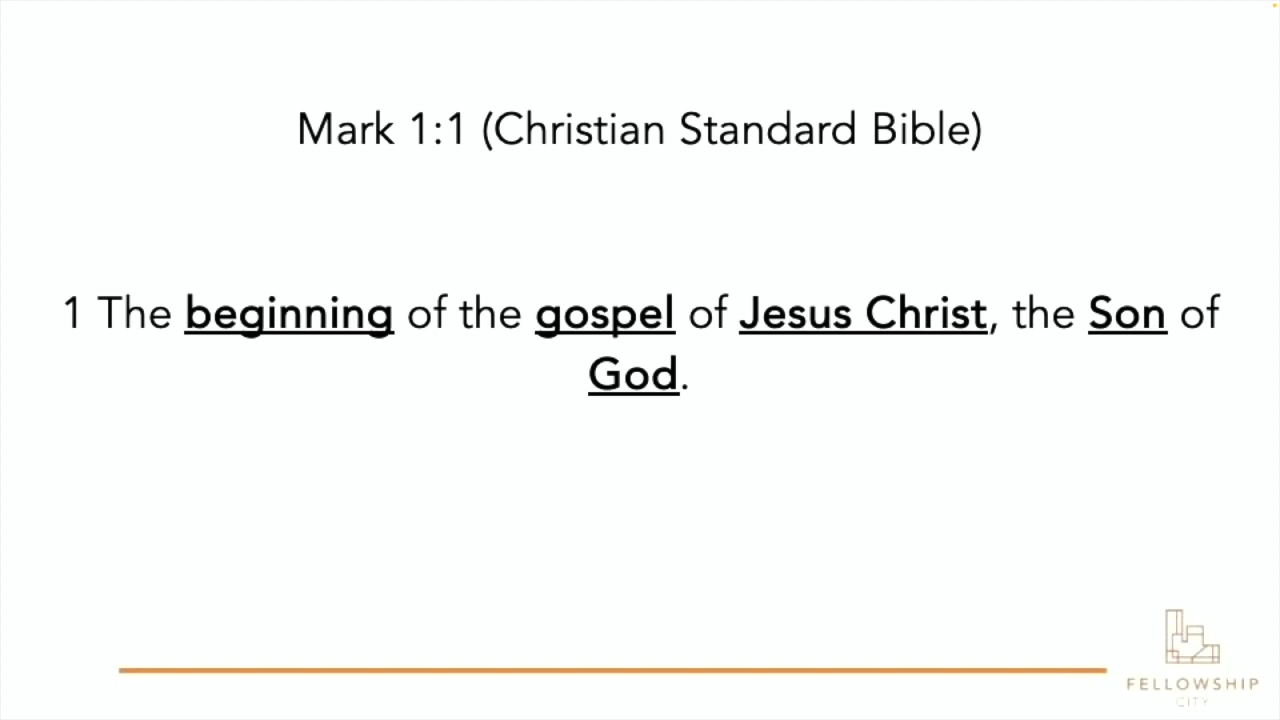 Mark 1:1 (Christian Standard Bible)
1 The beginning of the gospel of Jesus Christ, the Son of
God.
FELLOWSHIP
CITY